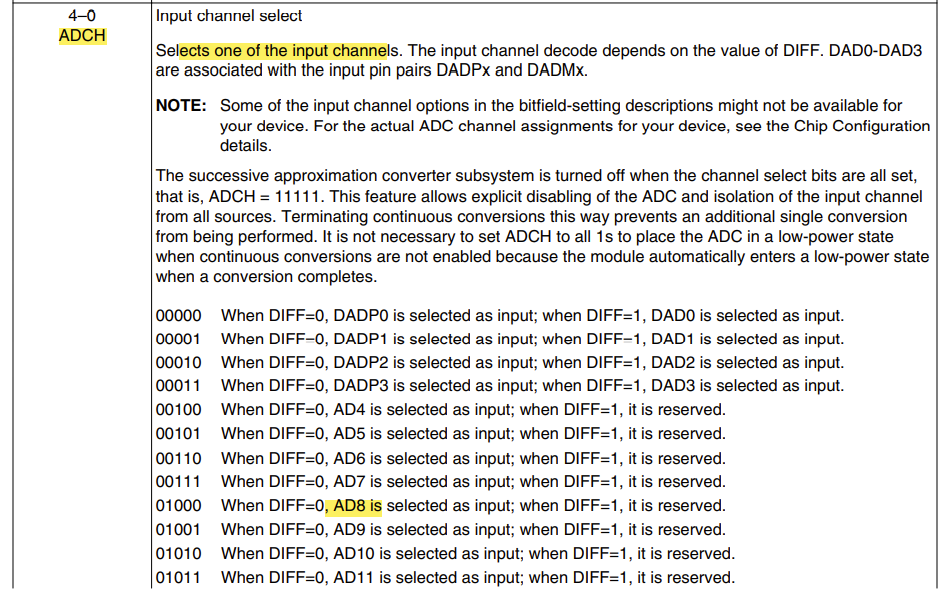 4–0
ADCH
Input channel select
Selects one of the input channels. The input channel decode depends on the value of DIFF. DAD0-DAD3
are associated with the input pin pairs DADPx and DADMx.
NOTE: Some of the input channel options in the bitfield-setting descriptions might not be available for
your device. For the actual ADC channel assignments for your device, see the Chip Configuration
details.
The successive approximation converter subsystem is turned off when the channel select bits are all set,
that is, ADCH = 11111. This feature allows explicit disabling of the ADC and isolation of the input channel
from all sources. Terminating continuous conversions this way prevents an additional single conversion
from being performed. It is not necessary to set ADCH to all 1s to place the ADC in a low-power state
when continuous conversions are not enabled because the module automatically enters a low-power state
when a conversion completes.
00000 When DIFF=0, DADP0 is selected as input; when DIFF=1, DAD0 is selected as input.
00001 When DIFF=0, DADP1 is selected as input; when DIFF=1, DAD1 is selected as input.
00010 When DIFF=0, DADP2 is selected as input; when DIFF=1, DAD2 is selected as input.
00011 When DIFF=0, DADP3 is selected as input; when DIFF=1, DAD3 is selected as input.
00100 When DIFF=0, AD4 is selected as input; when DIFF=1, it is reserved.
00101 When DIFF=0, AD5 is selected as input; when DIFF=1, it is reserved.
00110 When DIFF=0, AD6 is selected as input; when DIFF=1, it is reserved.
00111 When DIFF=0, AD7 is selected as input; when DIFF=1, it is reserved.
01000 When DIFF=0, AD8 is selected as input; when DIFF=1, it is reserved.
01001 When DIFF=0, AD9 is selected as input; when DIFF=1, it is reserved.
01010 When DIFF=0, AD10 is selected as input; when DIFF=1, it is reserved.
01011 When DIFF=0, AD11 is selected as input; when DIFF=1, it is reserved.